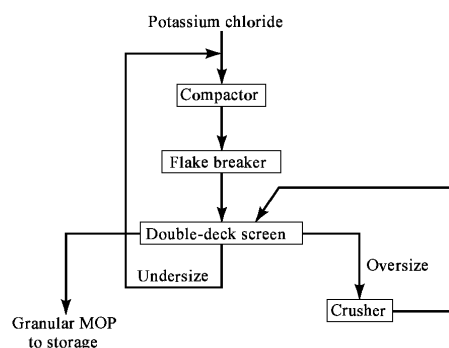 Potassium chloride
Compactor
Flake breaker
Double-deck screen
Undersize
Oversize
Crusher
Granular MOP
to storage